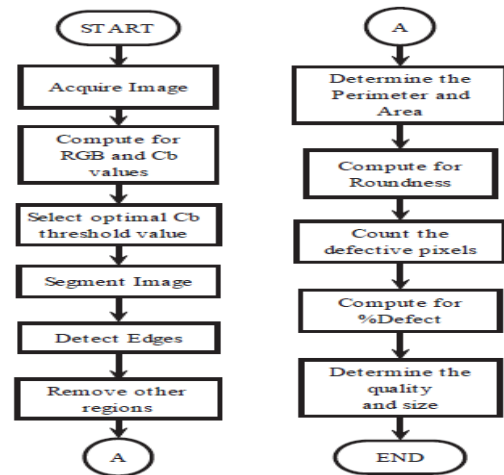 START
Acquire Image
Compute for
RGB and Cb
values
Select optimal Cb
threshold value
Segment Image
Detect Edges
Remove other
regions
A
A
Determine the
Perimeter and
Area
Compute for
Roundness
Count the
defective pixels
Compute for
%Defect
Determine the
quality
and size
END